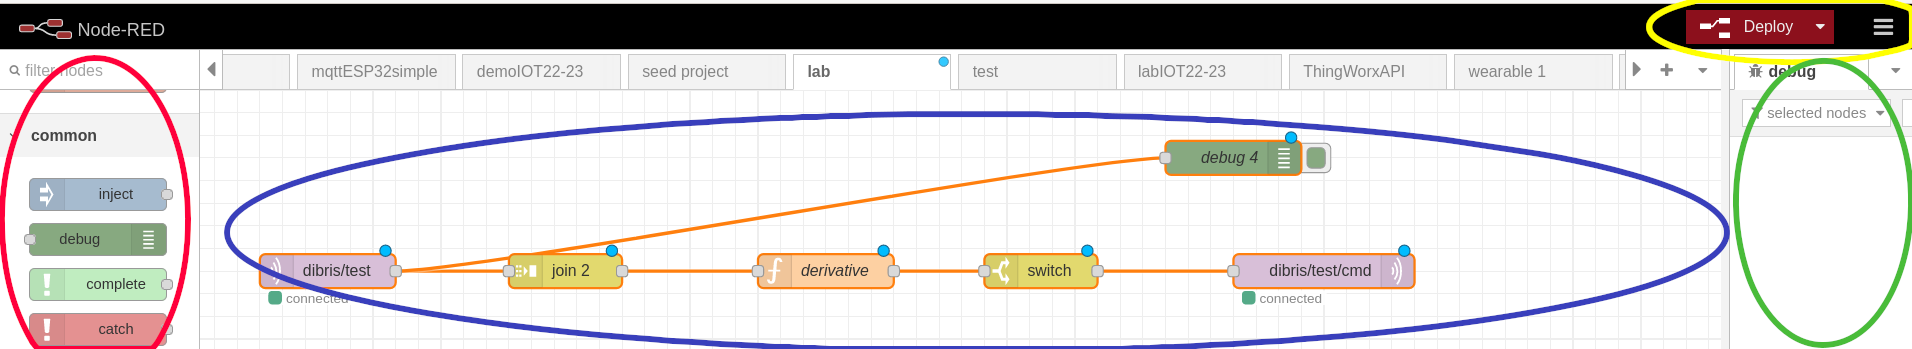 Node-RED
Deploy
filter nodes
mqttESP32simple
demoIOT22-23
seed project
lab
test
labIOT22-23
ThingWorxAPI
wearable 1
debug
selected nodes
common
inject
debug
complete
catch
debug 4
dibris/test
join 2
derivative
switch
dibris/test/cmd
connected
connected